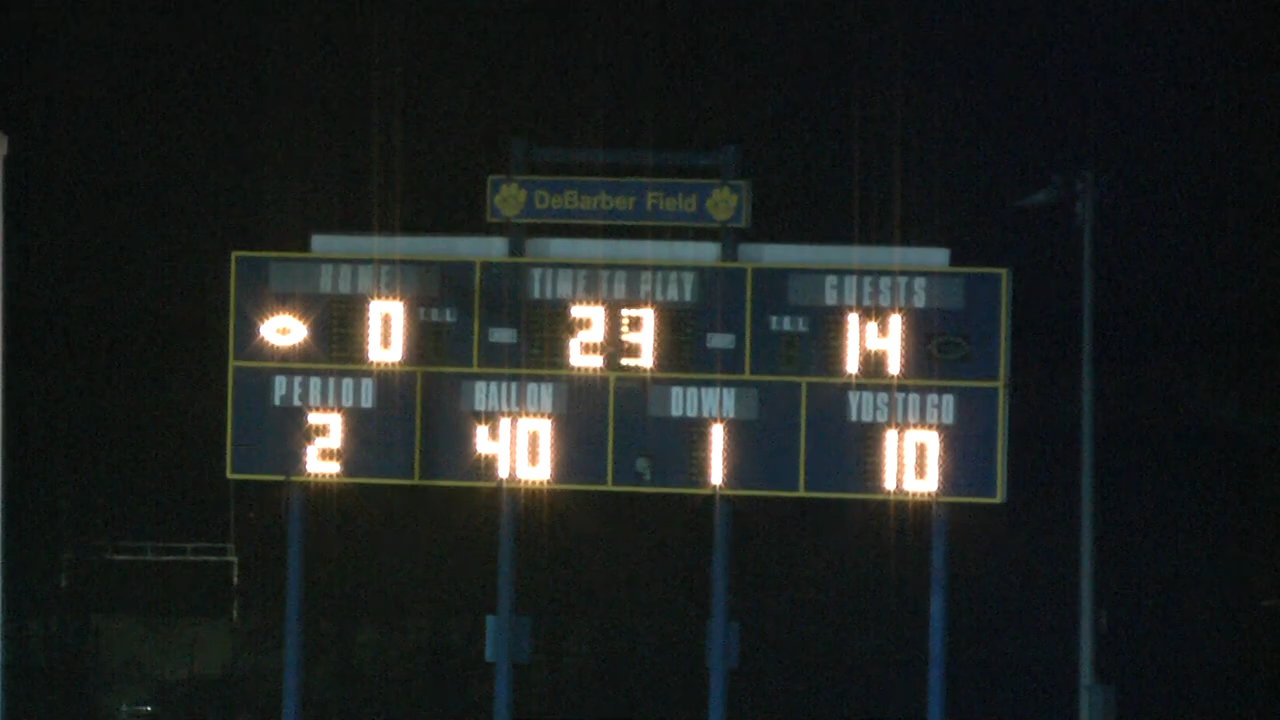 DeBarber Field
HOME TIME TO PLAY GUESTS
0 T.O.L. 23 T.O.L. 14
PERIOD BALL ON DOWN YDS TO GO
2 40 1 10